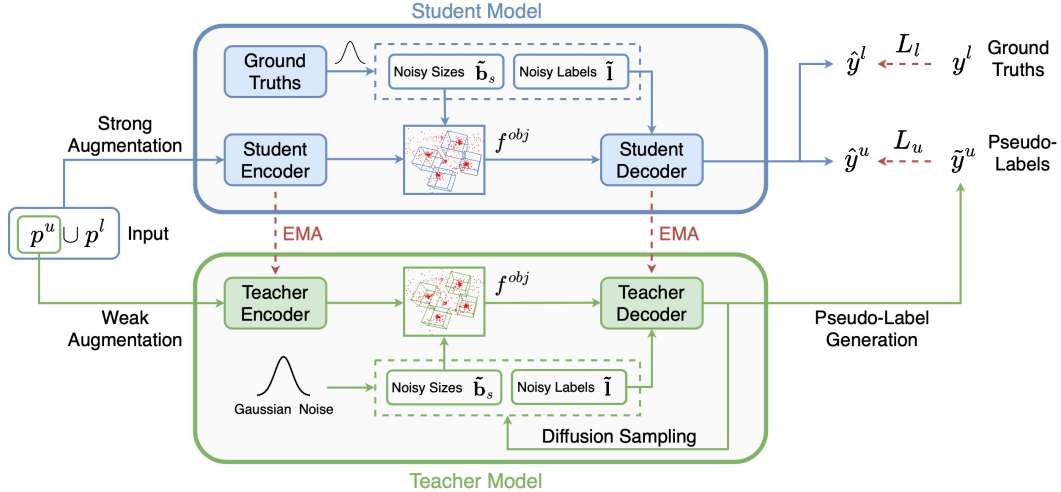 Student Model
Ground
Truths
Noisy Sizes b̃ₛ
Noisy Labels l̃
ŷˡ
Lₗ
yˡ
Ground
Truths
Strong
Augmentation
Student
Encoder
fᵒᵇʲ
Student
Decoder
ŷᵘ
Lᵤ
ỹᵘ
Pseudo-
Labels
pᵘ ∪ pˡ
Input
EMA
EMA
Weak
Augmentation
Teacher
Encoder
fᵒᵇʲ
Teacher
Decoder
Pseudo-Label
Generation
Gaussian Noise
Noisy Sizes b̃ₛ
Noisy Labels l̃
Diffusion Sampling
Teacher Model